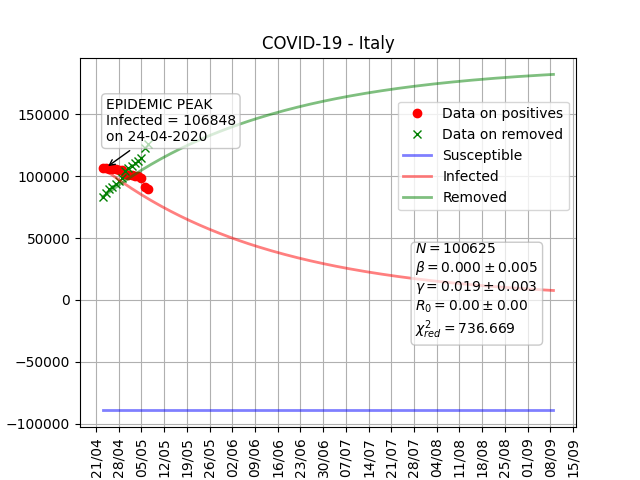 COVID-19 - Italy
EPIDEMIC PEAK
Infected = 106848
on 24-04-2020
Data on positives
Data on removed
Susceptible
Infected
Removed
N = 100625
β = 0.000 ± 0.005
γ = 0.019 ± 0.003
R₀ = 0.00 ± 0.00
χ²_red = 736.669
150000
100000
50000
0
−50000
−100000
21/04
28/04
05/05
12/05
19/05
26/05
02/06
09/06
16/06
23/06
30/06
07/07
14/07
21/07
28/07
04/08
11/08
18/08
25/08
01/09
08/09
15/09